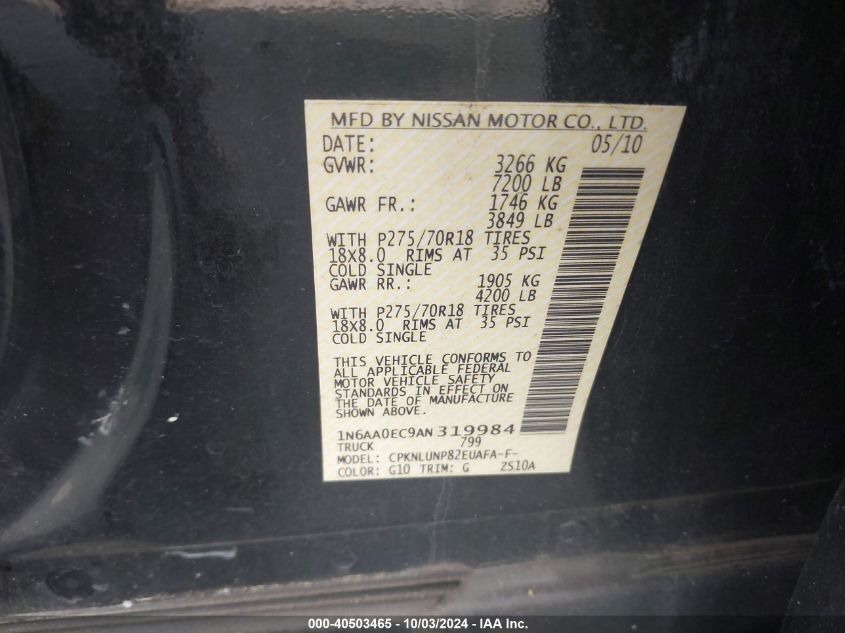 MFD BY NISSAN MOTOR CO., LTD.
DATE: 05/10
GVWR: 3266 KG
7200 LB
GAWR FR.: 1746 KG
3849 LB
WITH P275/70R18 TIRES
18X8.0 RIMS AT 35 PSI
COLD SINGLE
GAWR RR.: 1905 KG
4200 LB
WITH P275/70R18 TIRES
18X8.0 RIMS AT 35 PSI
COLD SINGLE
THIS VEHICLE CONFORMS TO
ALL APPLICABLE FEDERAL
MOTOR VEHICLE SAFETY
STANDARDS IN EFFECT ON
THE DATE OF MANUFACTURE
SHOWN ABOVE.
1N6AA0EC9AN 319984
TRUCK 799
MODEL: CPKNLUNP82EUAFA-F-
COLOR: G10 TRIM: G ZS10A
000-40503465 - 10/03/2024 - IAA Inc.